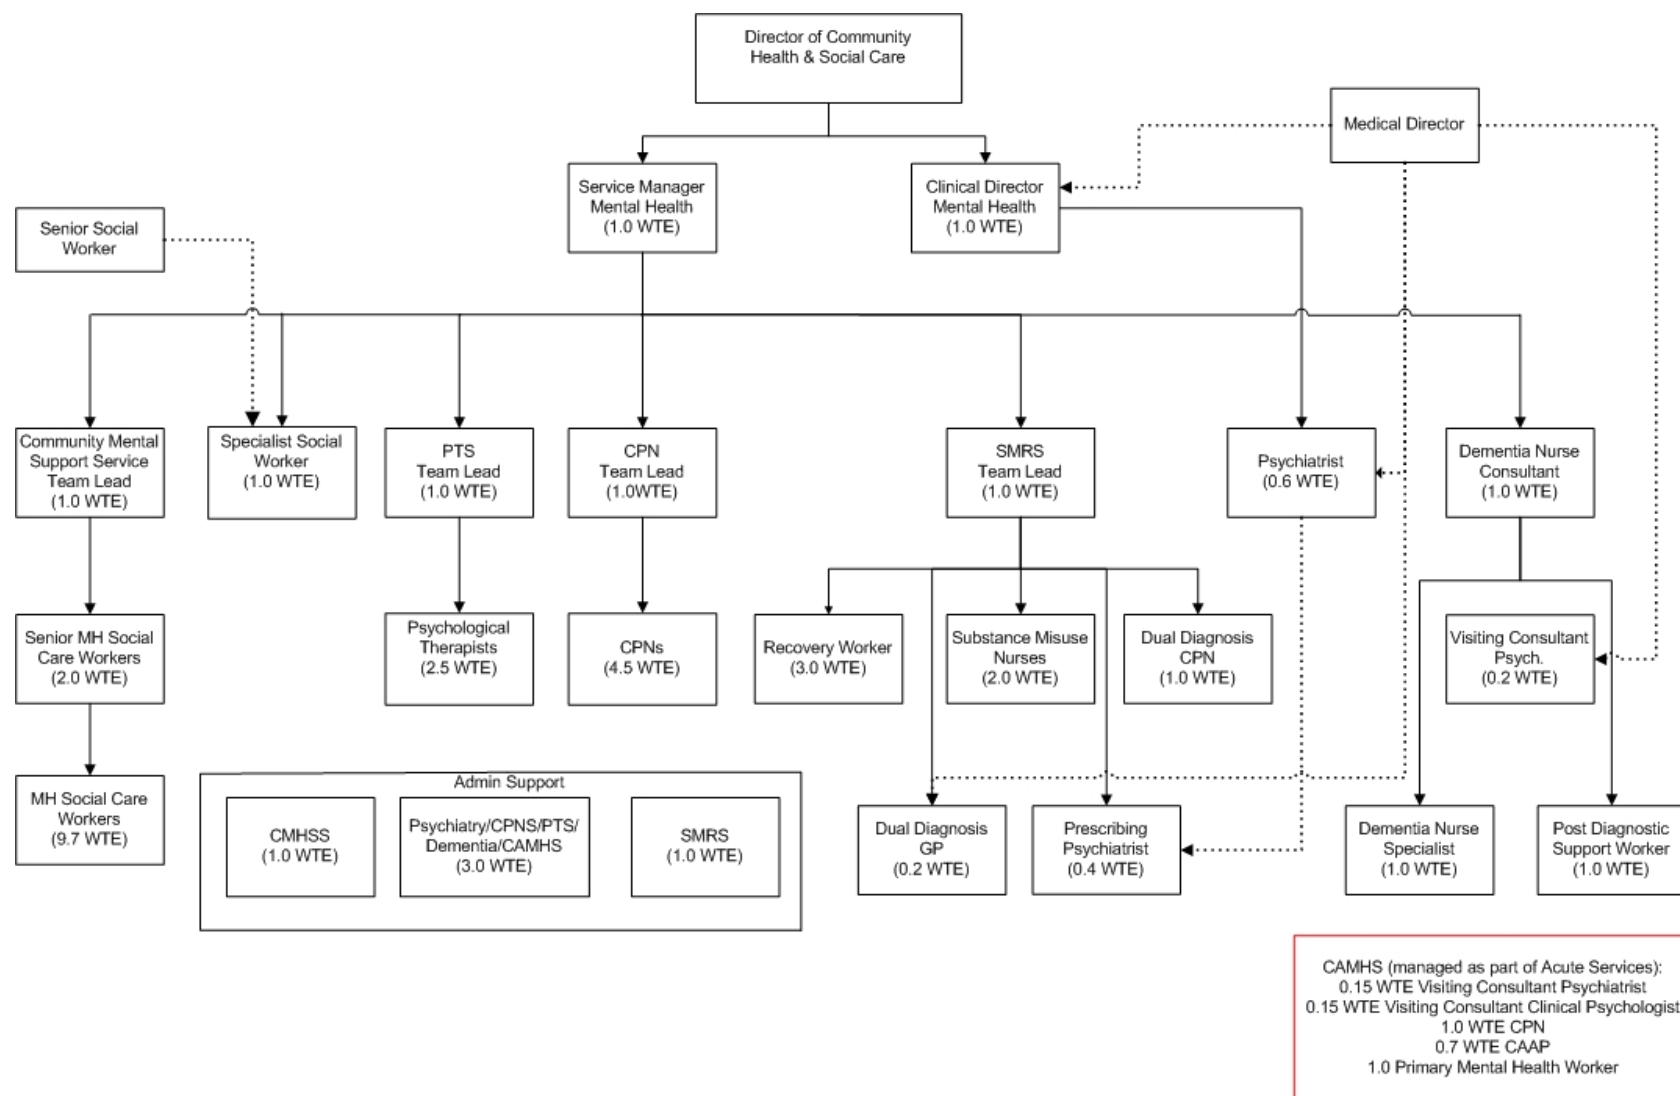 Director of Community
Health & Social Care
Medical Director
Service Manager
Mental Health
(1.0 WTE)
Clinical Director
Mental Health
(1.0 WTE)
Senior Social
Worker
Community Mental
Support Service
Team Lead
(1.0 WTE)
Specialist Social
Worker
(1.0 WTE)
PTS
Team Lead
(1.0 WTE)
CPN
Team Lead
(1.0WTE)
SMRS
Team Lead
(1.0 WTE)
Psychiatrist
(0.6 WTE)
Dementia Nurse
Consultant
(1.0 WTE)
Senior MH Social
Care Workers
(2.0 WTE)
Psychological
Therapists
(2.5 WTE)
CPNs
(4.5 WTE)
Recovery Worker
(3.0 WTE)
Substance Misuse
Nurses
(2.0 WTE)
Dual Diagnosis
CPN
(1.0 WTE)
Visiting Consultant
Psych.
(0.2 WTE)
MH Social Care
Workers
(9.7 WTE)
Admin Support
CMHSS
(1.0 WTE)
Psychiatry/CPNS/PTS/
Dementia/CAMHS
(3.0 WTE)
SMRS
(1.0 WTE)
Dual Diagnosis
GP
(0.2 WTE)
Prescribing
Psychiatrist
(0.4 WTE)
Dementia Nurse
Specialist
(1.0 WTE)
Post Diagnostic
Support Worker
(1.0 WTE)
CAMHS (managed as part of Acute Services):
0.15 WTE Visiting Consultant Psychiatrist
0.15 WTE Visiting Consultant Clinical Psychologist
1.0 WTE CPN
0.7 WTE CAAP
1.0 Primary Mental Health Worker